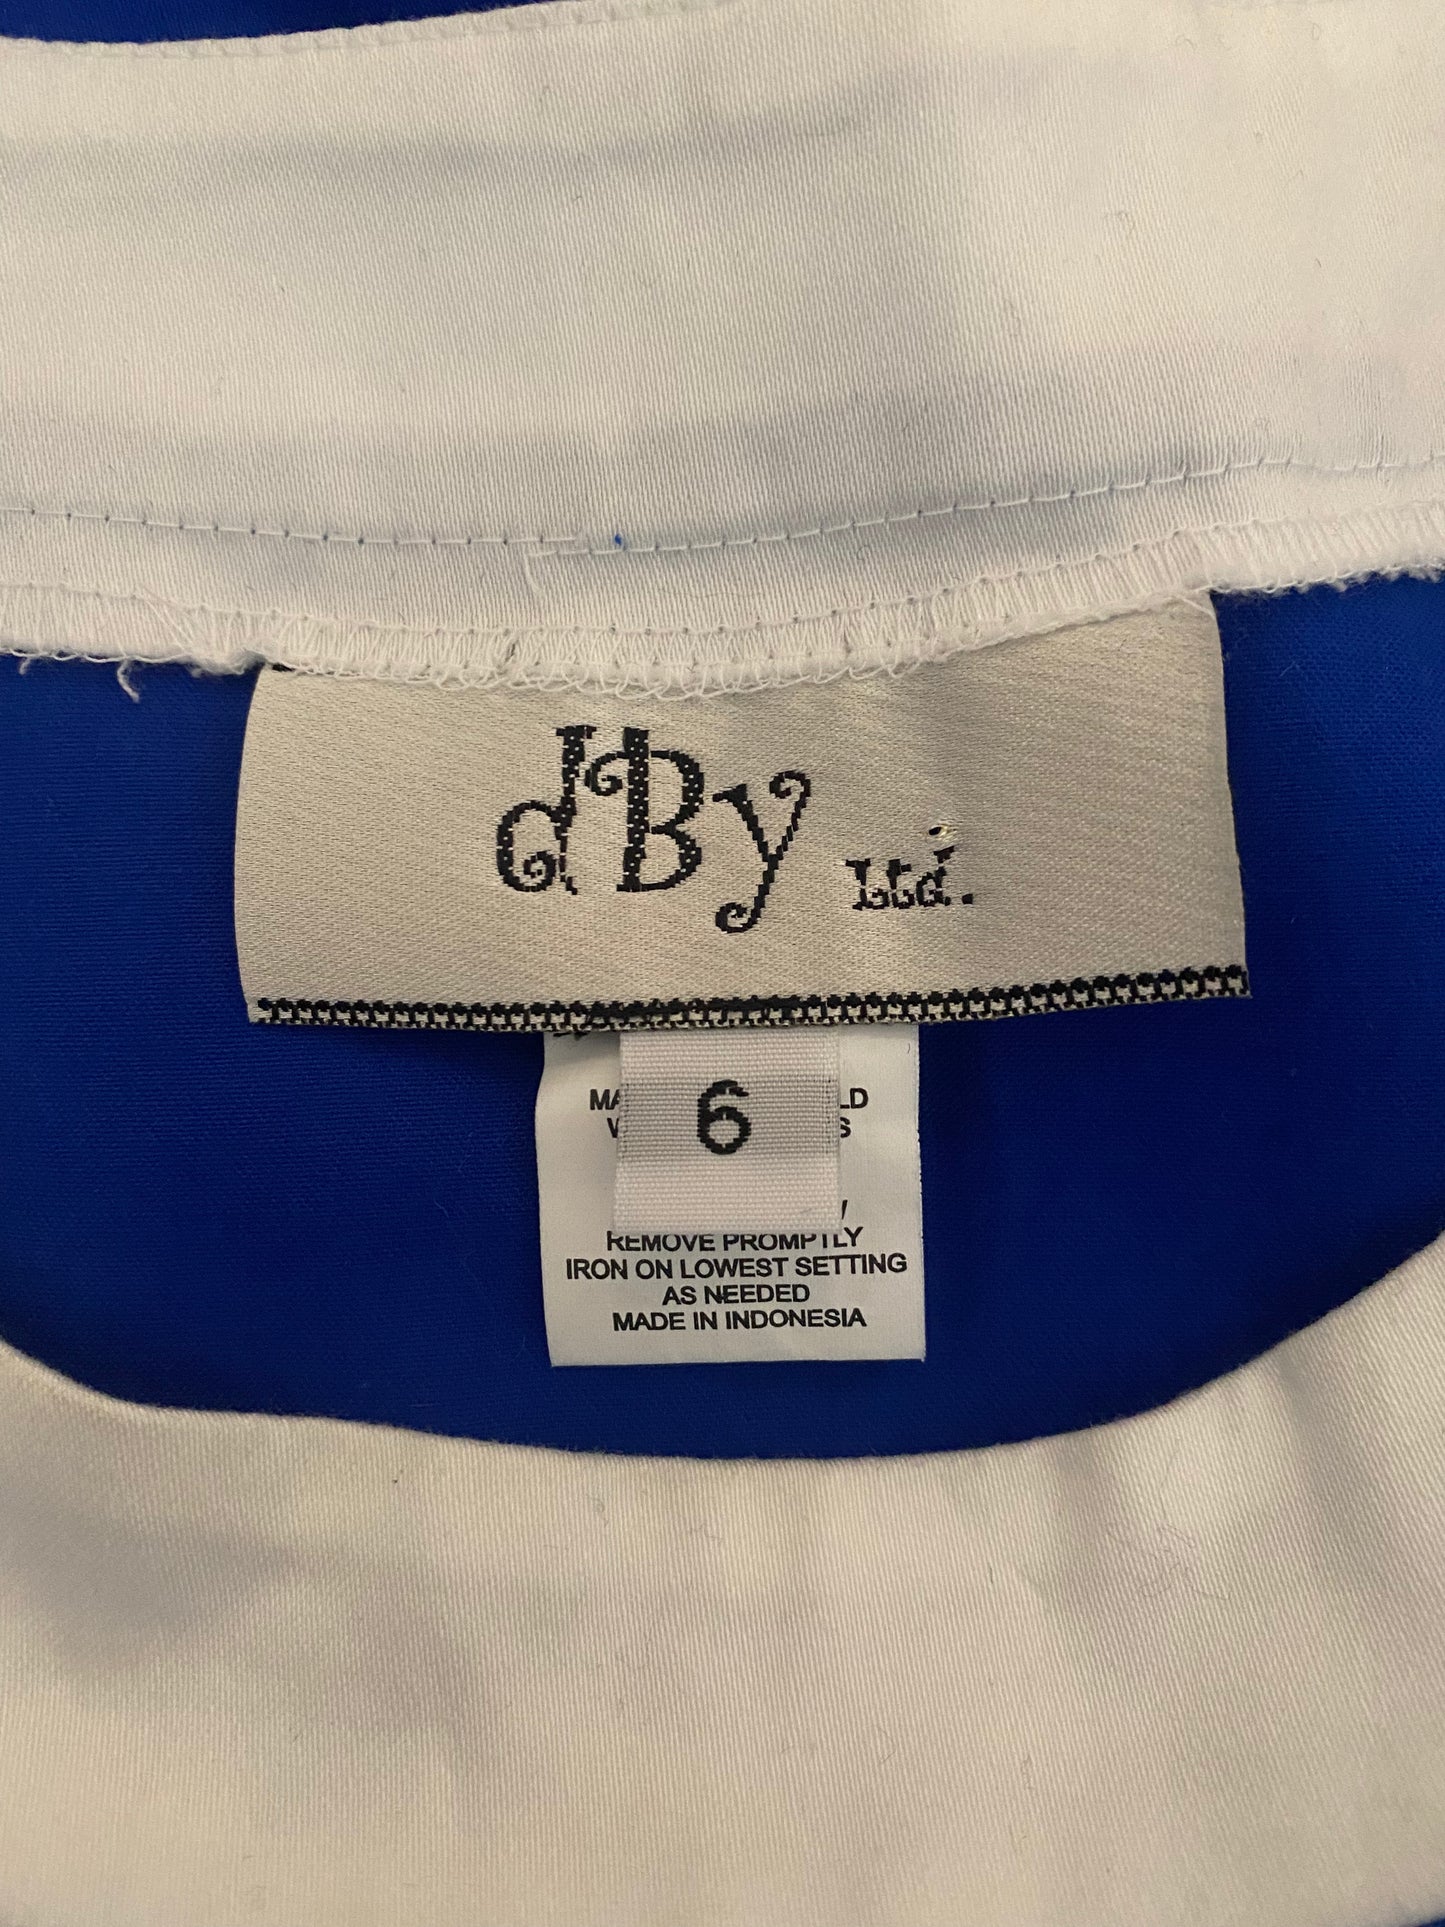 dBy Ltd.
6
REMOVE PROMPTLY
IRON ON LOWEST SETTING
AS NEEDED
MADE IN INDONESIA